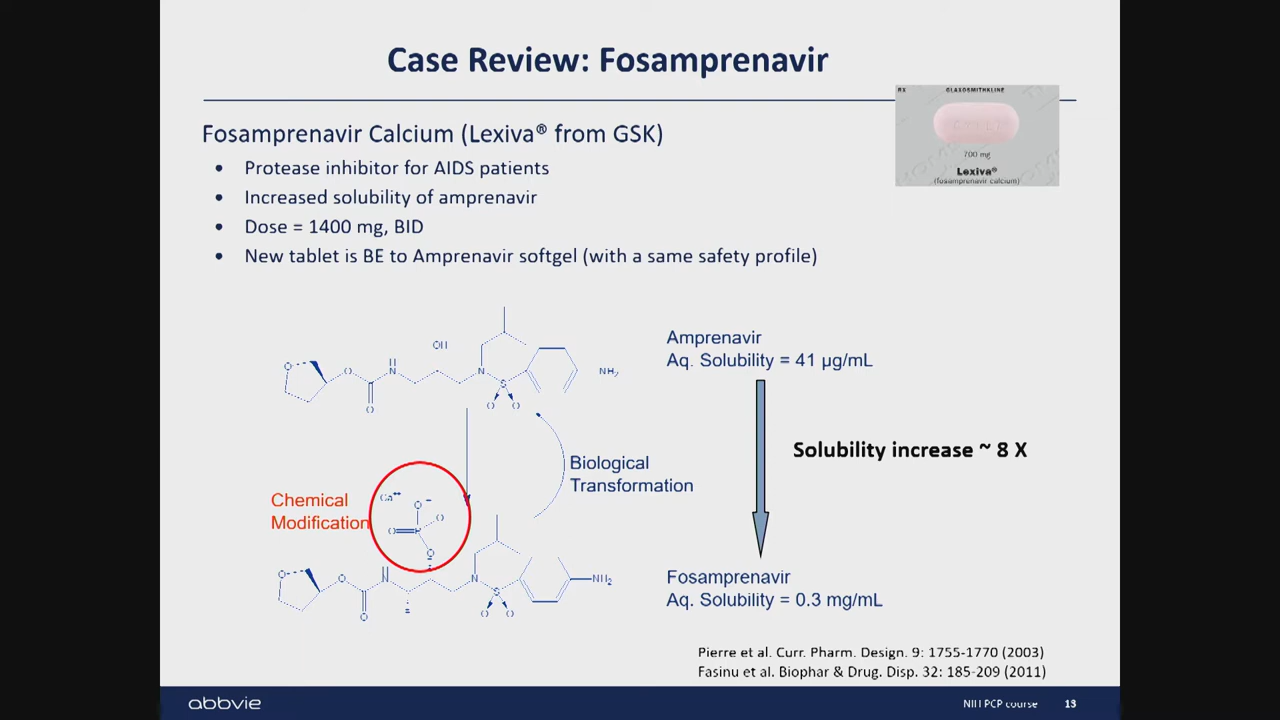 Case Review: Fosamprenavir
RX GLAXOSMITHKLINE
700 mg
Lexiva®
(fosamprenavir calcium)
Fosamprenavir Calcium (Lexiva® from GSK)
• Protease inhibitor for AIDS patients
• Increased solubility of amprenavir
• Dose = 1400 mg, BID
• New tablet is BE to Amprenavir softgel (with a same safety profile)
OH
O O N H N S NH2
O O O
Amprenavir
Aq. Solubility = 41 µg/mL
Solubility increase ~ 8 X
Biological
Transformation
Chemical
Modification
Ca++
O−
O P O
O
O O N H N S NH2
O O O
Fosamprenavir
Aq. Solubility = 0.3 mg/mL
Pierre et al. Curr. Pharm. Design. 9: 1755-1770 (2003)
Fasinu et al. Biophar & Drug. Disp. 32: 185-209 (2011)
abbvie
NIH PCP course 13